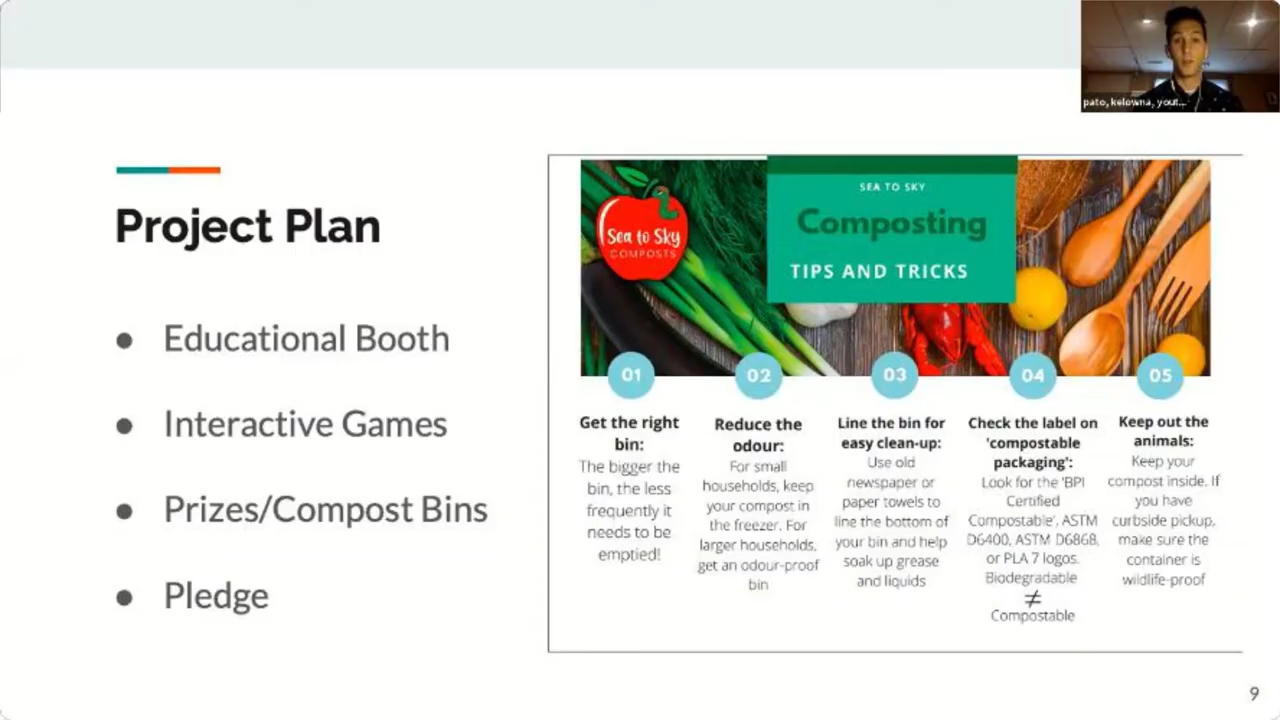 pato, kelowna, yout...
Project Plan
● Educational Booth
● Interactive Games
● Prizes/Compost Bins
● Pledge
Sea to Sky
COMPOSTS
SEA TO SKY
Composting
TIPS AND TRICKS
01
Get the right
bin:
The bigger the
bin, the less
frequently it
needs to be
emptied!
02
Reduce the
odour:
For small
households, keep
your compost in
the freezer. For
larger households,
get an odour-proof
bin
03
Line the bin for
easy clean-up:
Use old
newspaper or
paper towels to
line the bottom of
your bin and help
soak up grease
and liquids
04
Check the label on
'compostable
packaging':
Look for the 'BPI
Certified
Compostable', ASTM
D6400, ASTM D6868,
or PLA 7 logos.
Biodegradable
≠
Compostable
05
Keep out the
animals:
Keep your
compost inside. If
you have
curbside pickup,
make sure the
container is
wildlife-proof
9